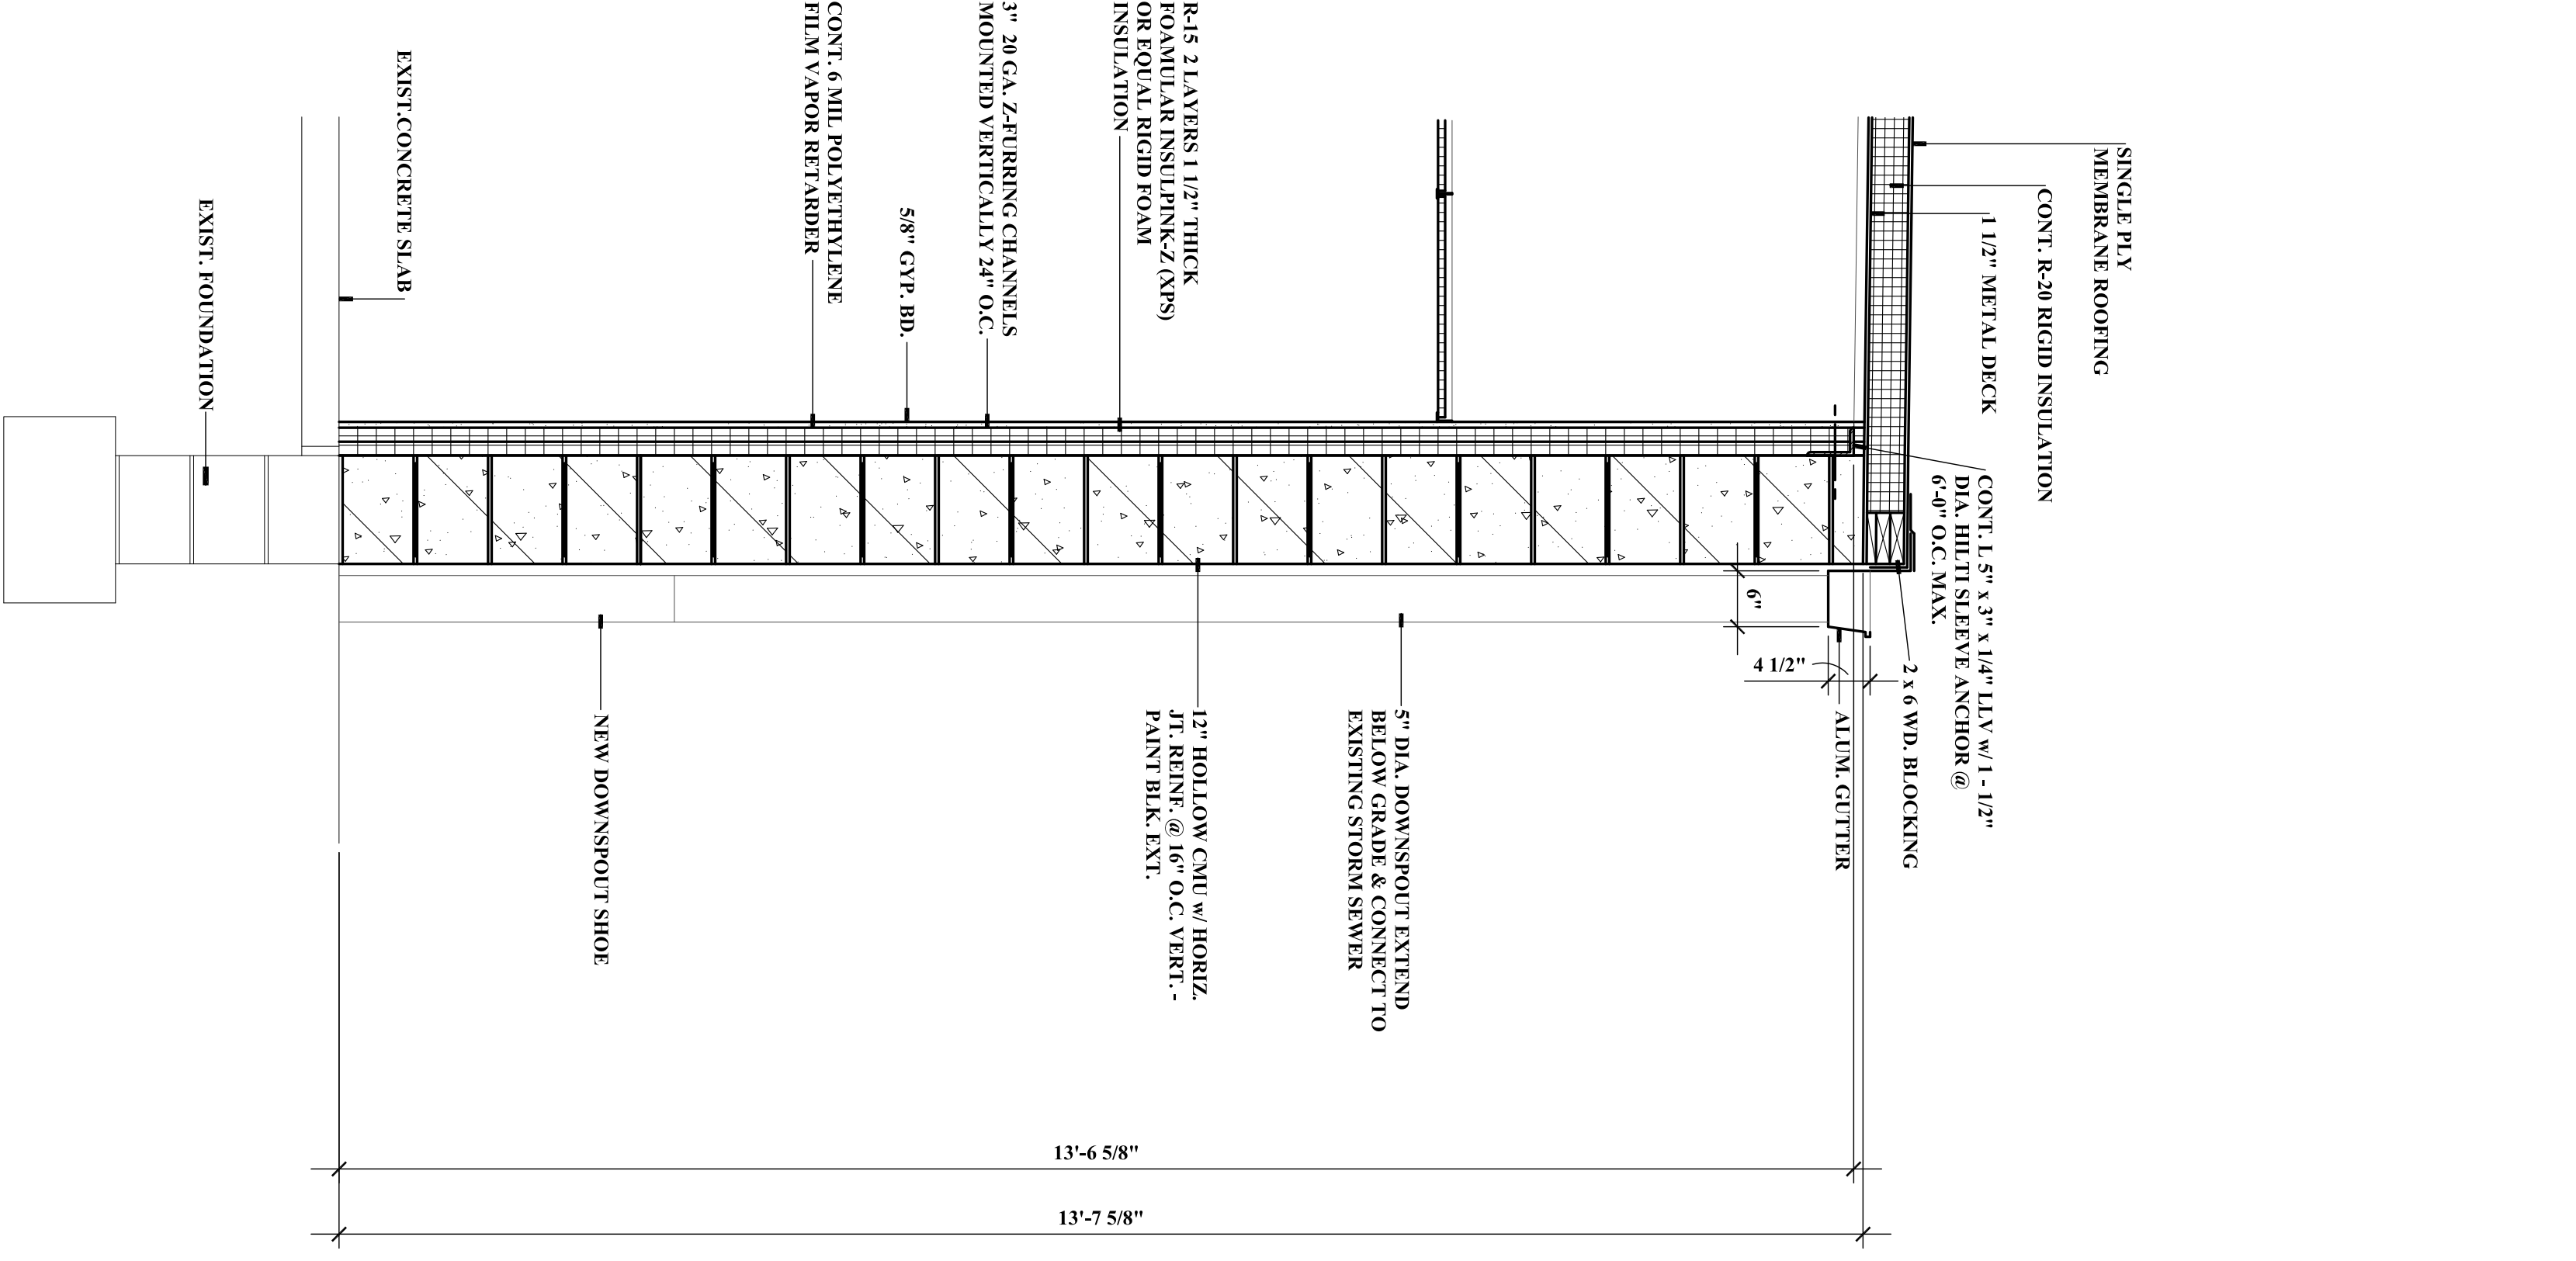 SINGLE PLY
MEMBRANE ROOFING
CONT. R-20 RIGID INSULATION
1 1/2" METAL DECK
CONT. L 5" x 3" x 1/4" LLV w/ 1 - 1/2"
DIA. HILTI SLEEVE ANCHOR @
6'-0" O.C. MAX.
2 x 6 WD. BLOCKING
ALUM. GUTTER
4 1/2"
6"
5" DIA. DOWNSPOUT EXTEND
BELOW GRADE & CONNECT TO
EXISTING STORM SEWER
R-15 2 LAYERS 1 1/2" THICK
FOAMULAR INSULPINK-Z (XPS)
OR EQUAL RIGID FOAM
INSULATION
12" HOLLOW CMU w/ HORIZ.
JT. REINF. @ 16" O.C. VERT. -
PAINT BLK. EXT.
3" 20 GA. Z-FURRING CHANNELS
MOUNTED VERTICALLY 24" O.C.
5/8" GYP. BD.
CONT. 6 MIL POLYETHYLENE
FILM VAPOR RETARDER
NEW DOWNSPOUT SHOE
EXIST.CONCRETE SLAB
EXIST. FOUNDATION
13'-6 5/8"
13'-7 5/8"